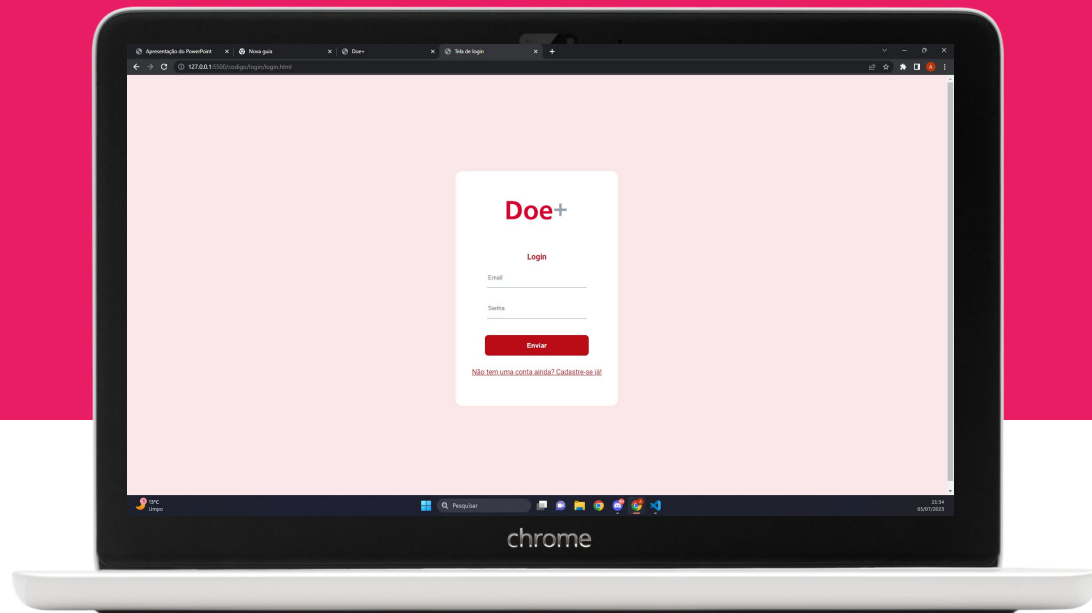 Apresentação do PowerPoint
Nova guia
Doe+
Tela de login
127.0.0.1:5500/codigo/login/login.html
A
Doe+
Login
Email
Senha
Enviar
Não tem uma conta ainda? Cadastre-se já!
13°C
Limpo
Pesquisar
21:34
05/07/2023
chrome